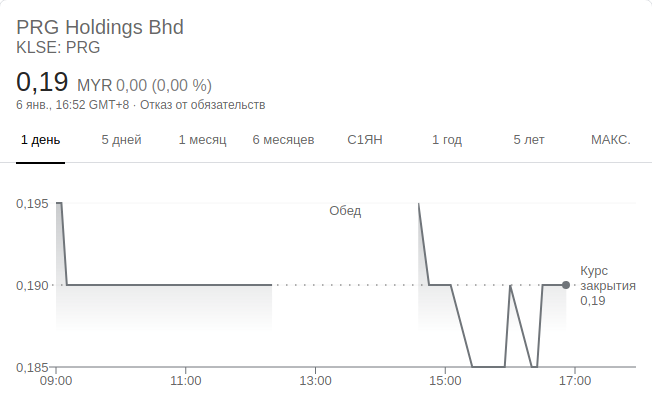 PRG Holdings Bhd
KLSE: PRG
0,19 MYR 0,00 (0,00 %)
6 янв., 16:52 GMT+8 · Отказ от обязательств
1 день 5 дней 1 месяц 6 месяцев С1ЯН 1 год 5 лет МАКС.
0,195
Обед
0,190
Курс
закрытия
0,19
0,185
09:00 11:00 13:00 15:00 17:00